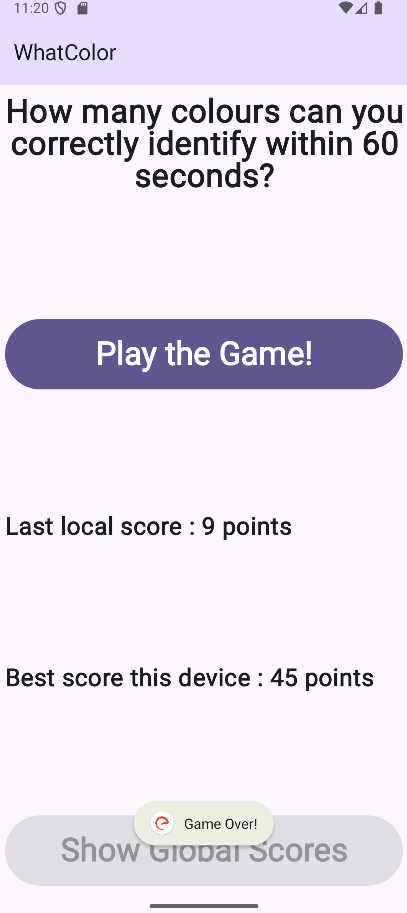 11:20
WhatColor
How many colours can you
correctly identify within 60
seconds?
Play the Game!
Last local score : 9 points
Best score this device : 45 points
Game Over!
Show Global Scores